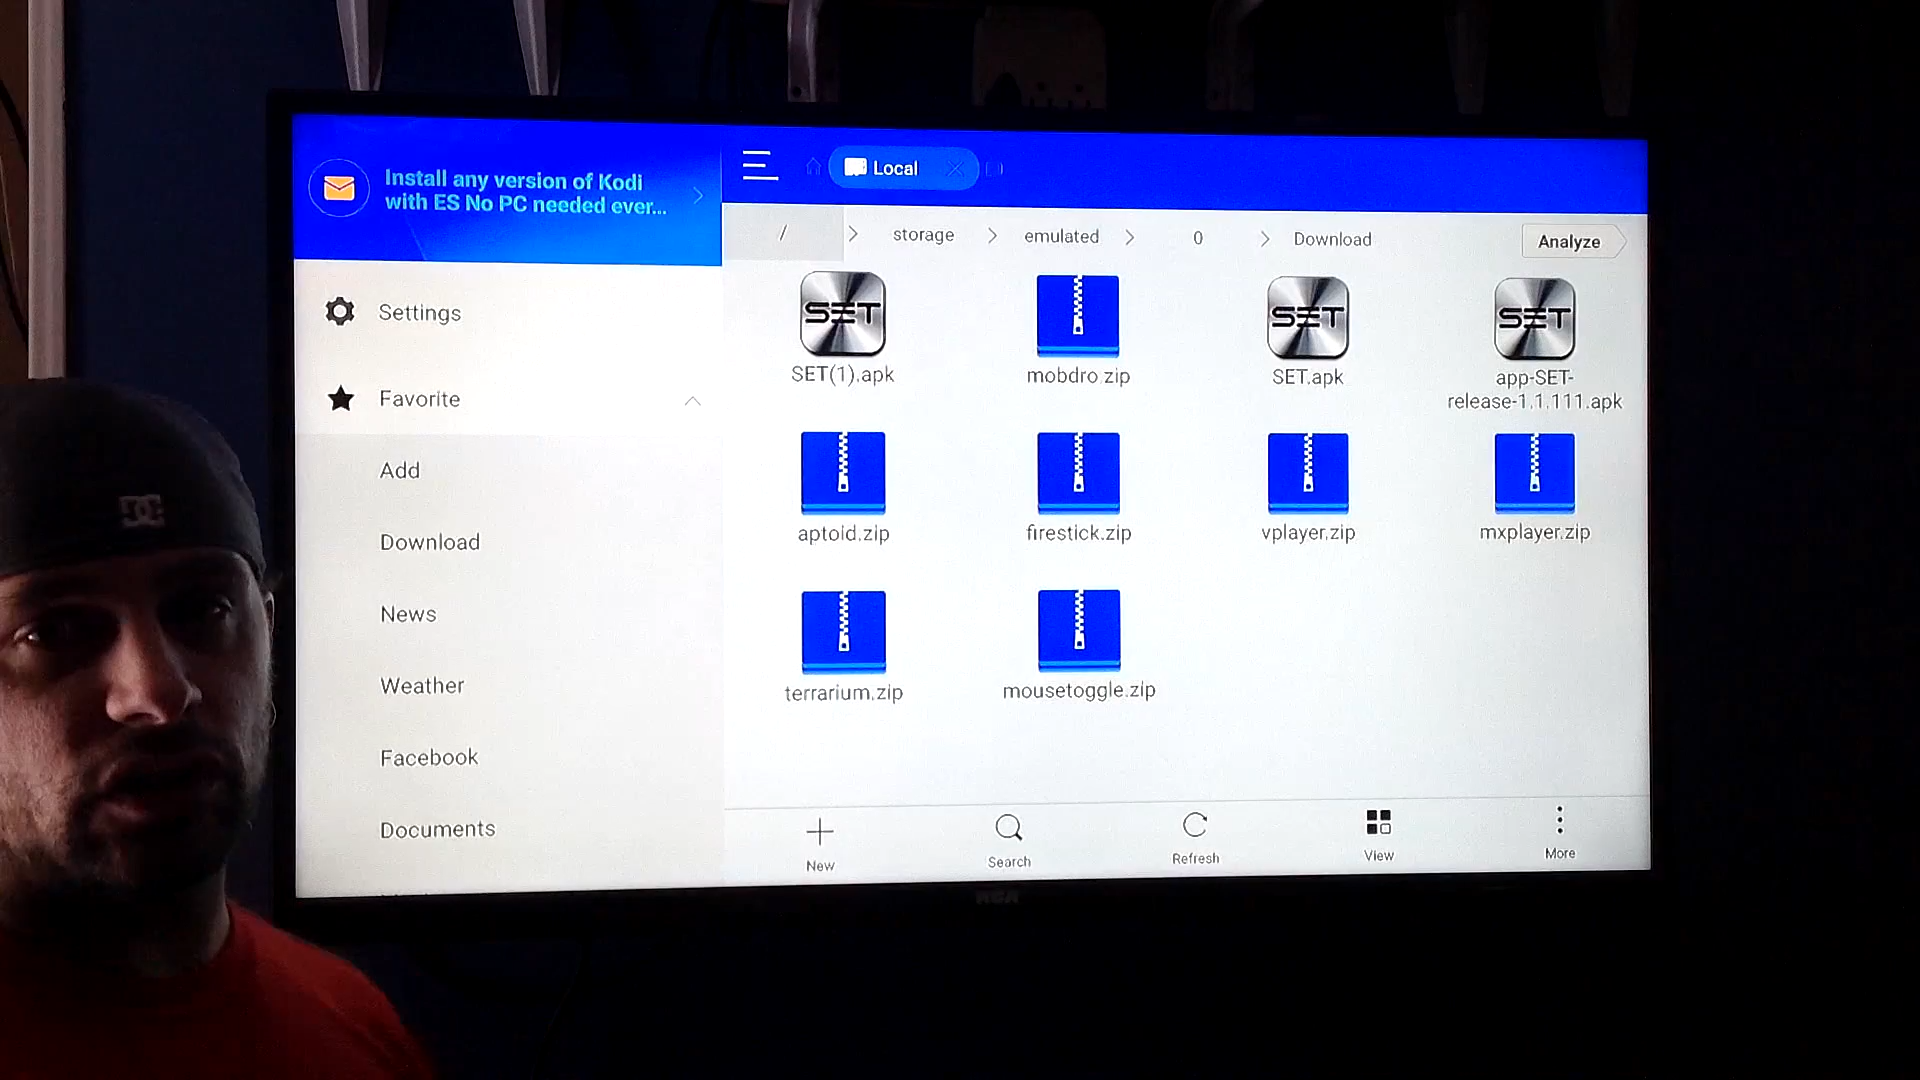 Install any version of Kodi
with ES No PC needed ever...
Local
/ storage emulated 0 Download
Analyze
Settings
Favorite
Add
Download
News
Weather
Facebook
Documents
SET
SET(1).apk
mobdro.zip
SET
SET.apk
SET
app-SET-
release-1.1.111.apk
aptoid.zip
firestick.zip
vplayer.zip
mxplayer.zip
terrarium.zip
mousetoggle.zip
New
Search
Refresh
View
More
RCA
DC